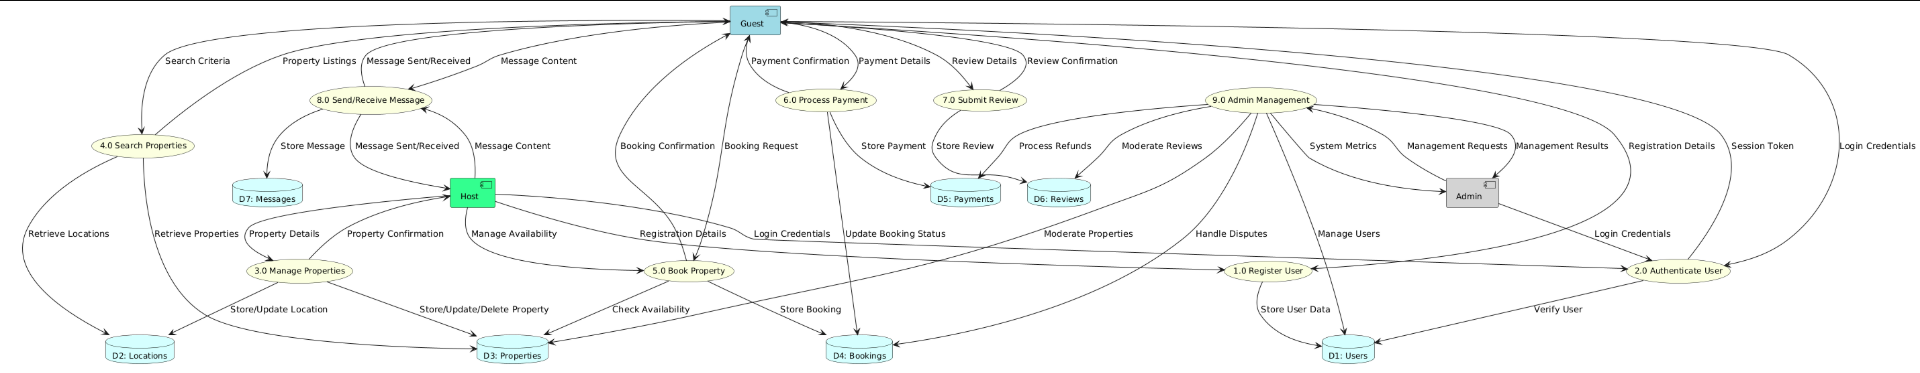 Guest
Search Criteria
Property Listings
Message Sent/Received
Message Content
Payment Confirmation
Payment Details
Review Details
Review Confirmation
8.0 Send/Receive Message
6.0 Process Payment
7.0 Submit Review
9.0 Admin Management
4.0 Search Properties
Store Message
Message Sent/Received
Message Content
Booking Confirmation
Booking Request
Store Payment
Store Review
Process Refunds
Moderate Reviews
System Metrics
Management Requests
Management Results
Registration Details
Session Token
Login Credentials
D7: Messages
Host
D5: Payments
D6: Reviews
Admin
Retrieve Locations
Retrieve Properties
Property Details
Property Confirmation
Manage Availability
Registration Details
Login Credentials
Update Booking Status
Moderate Properties
Handle Disputes
Manage Users
Login Credentials
3.0 Manage Properties
5.0 Book Property
1.0 Register User
2.0 Authenticate User
Store/Update Location
Store/Update/Delete Property
Check Availability
Store Booking
Store User Data
Verify User
D2: Locations
D3: Properties
D4: Bookings
D1: Users